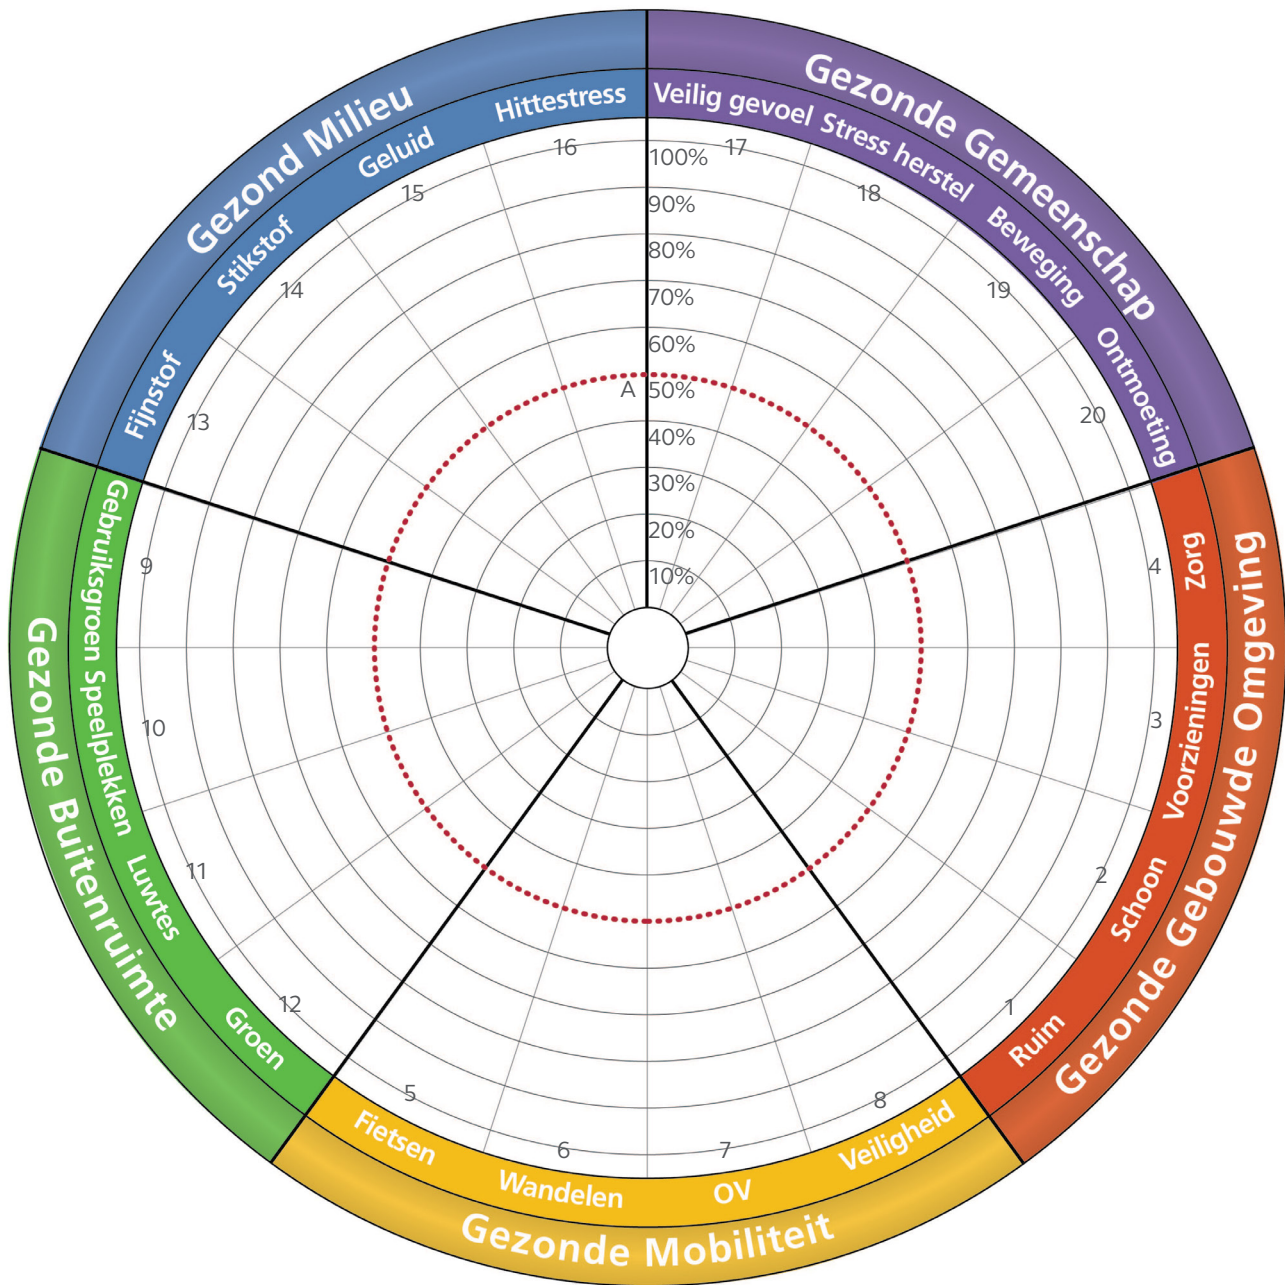 Gezond Milieu
Hittestress
16
Geluid
15
Stikstof
14
Fijnstof
13
Gezonde Gemeenschap
Veilig gevoel
17
Stress herstel
18
Beweging
19
Ontmoeting
20
Gezonde Gebouwde Omgeving
Zorg
4
Voorzieningen
3
Schoon
2
Ruim
1
Gezonde Mobiliteit
Veiligheid
8
OV
7
Wandelen
6
Fietsen
5
Gezonde Buitenruimte
Groen
12
Luwtes
11
Speelplekken
10
Gebruiksgroen
9
100%
90%
80%
70%
60%
A 50%
40%
30%
20%
10%